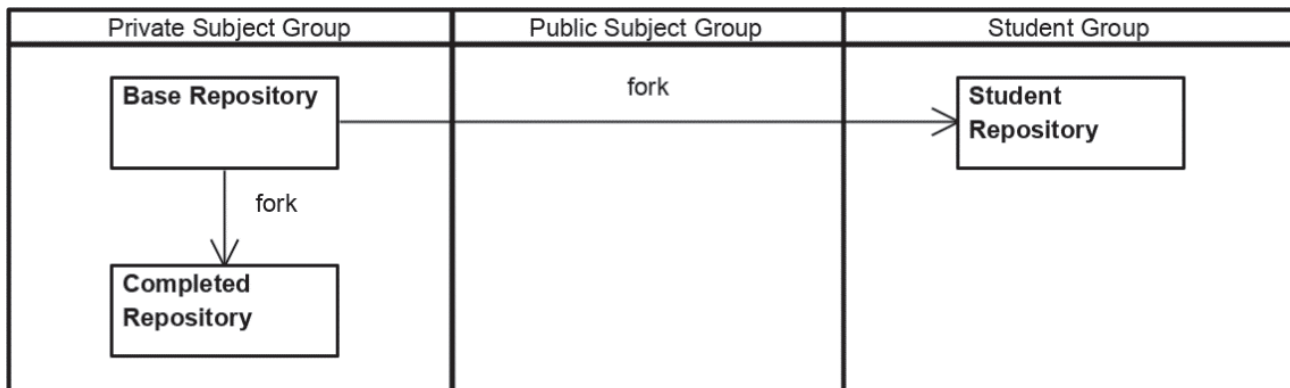 Private Subject Group
Public Subject Group
Student Group
Base Repository
fork
Student
Repository
fork
Completed
Repository